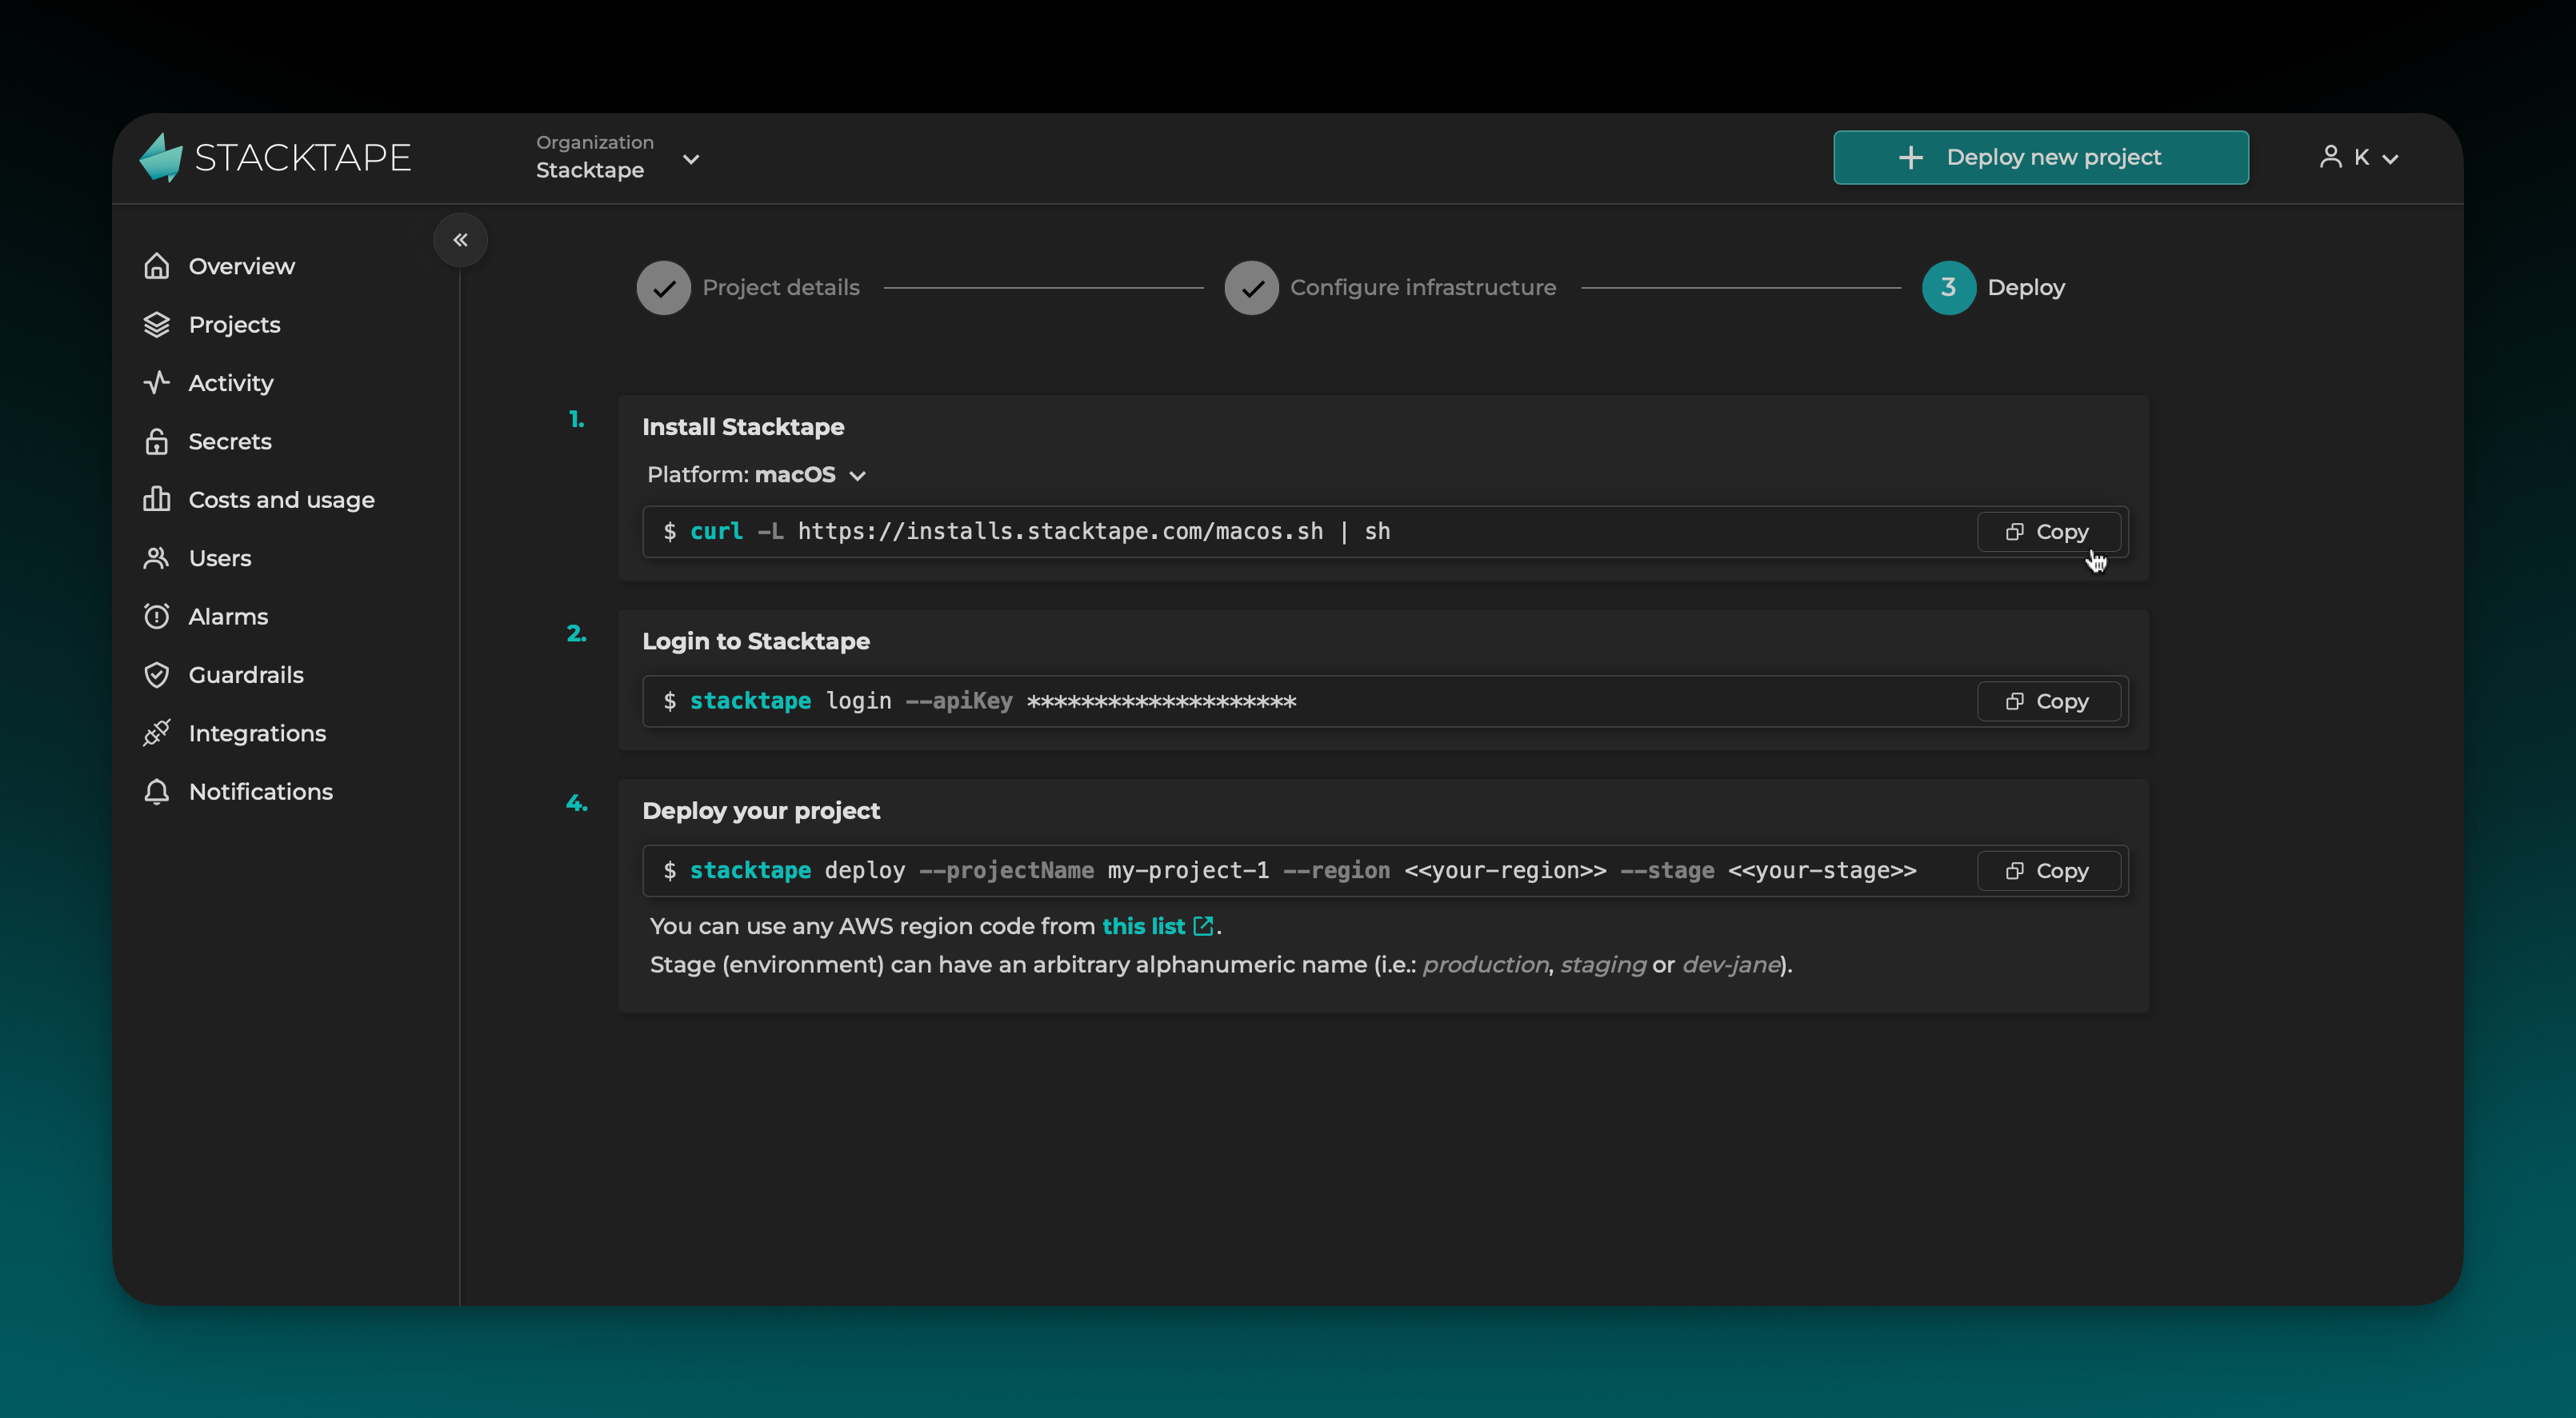 STACKTAPE
Organization
Stacktape
Deploy new project
K
Overview
Projects
Activity
Secrets
Costs and usage
Users
Alarms
Guardrails
Integrations
Notifications
Project details
Configure infrastructure
3 Deploy
1.
Install Stacktape
Platform: macOS
$ curl -L https://installs.stacktape.com/macos.sh | sh
Copy
2.
Login to Stacktape
$ stacktape login --apiKey ********************
Copy
4.
Deploy your project
$ stacktape deploy --projectName my-project-1 --region <<your-region>> --stage <<your-stage>>
Copy
You can use any AWS region code from this list.
Stage (environment) can have an arbitrary alphanumeric name (i.e.: production, staging or dev-jane).